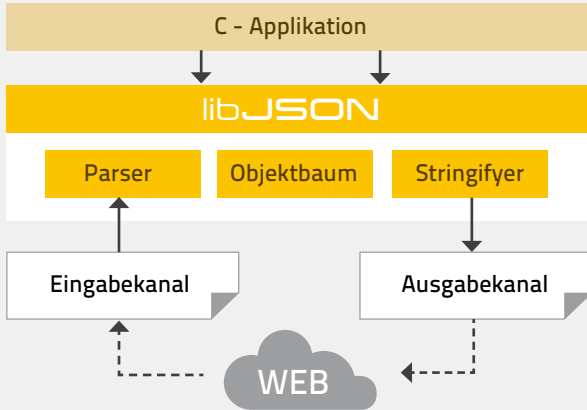 C - Applikation
libJSON
Parser
Objektbaum
Stringifyer
Eingabekanal
Ausgabekanal
WEB